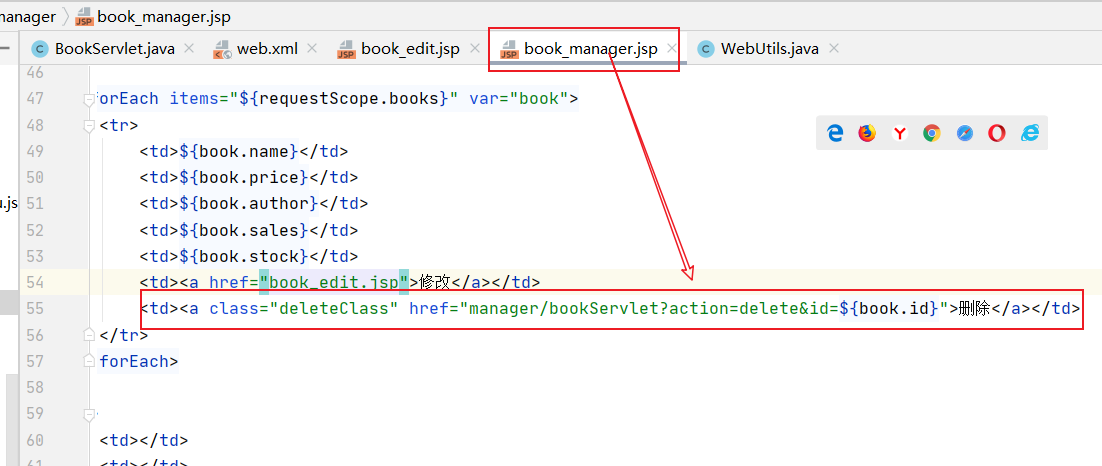 manager book_manager.jsp
BookServlet.java web.xml book_edit.jsp book_manager.jsp WebUtils.java
46
47 orEach items="${requestScope.books}" var="book">
48 <tr>
49 <td>${book.name}</td>
50 <td>${book.price}</td>
u.js 51 <td>${book.author}</td>
52 <td>${book.sales}</td>
53 <td>${book.stock}</td>
54 <td><a href="book_edit.jsp">修改</a></td>
55 <td><a class="deleteClass" href="manager/bookServlet?action=delete&id=${book.id}">删除</a></td>
56 </tr>
57 forEach>
58
59
60 <td></td>
61 <td></td>